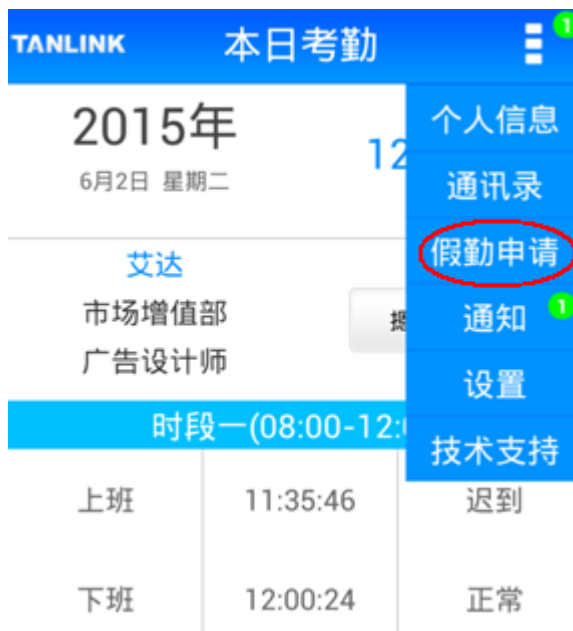 TANLINK 本日考勤 1
2015年
6月2日 星期二
12
个人信息
通讯录
假勤申请
通知 1
设置
技术支持
艾达
市场增值部
广告设计师
时段一(08:00-12:
上班 11:35:46 迟到
下班 12:00:24 正常